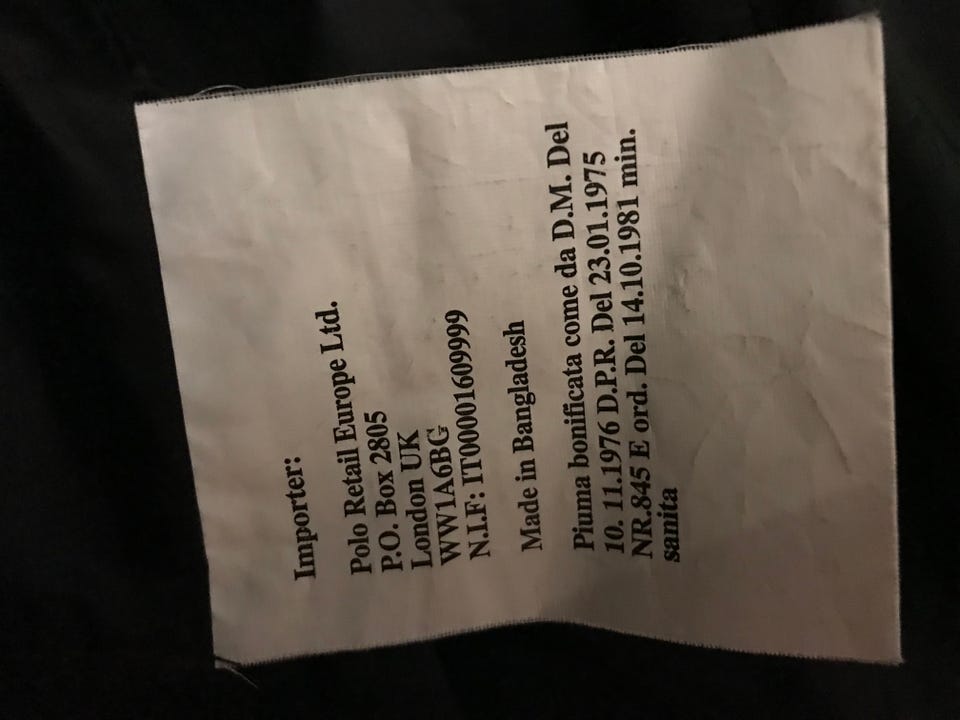 Importer:
Polo Retail Europe Ltd.
P.O. Box 2805
London UK
WW1A6BG
N.I.F: IT00001609999
Made in Bangladesh
Piuma bonificata come da D.M. Del
10. 11.1976 D.P.R. Del 23.01.1975
NR.845 E ord. Del 14.10.1981 min.
sanita